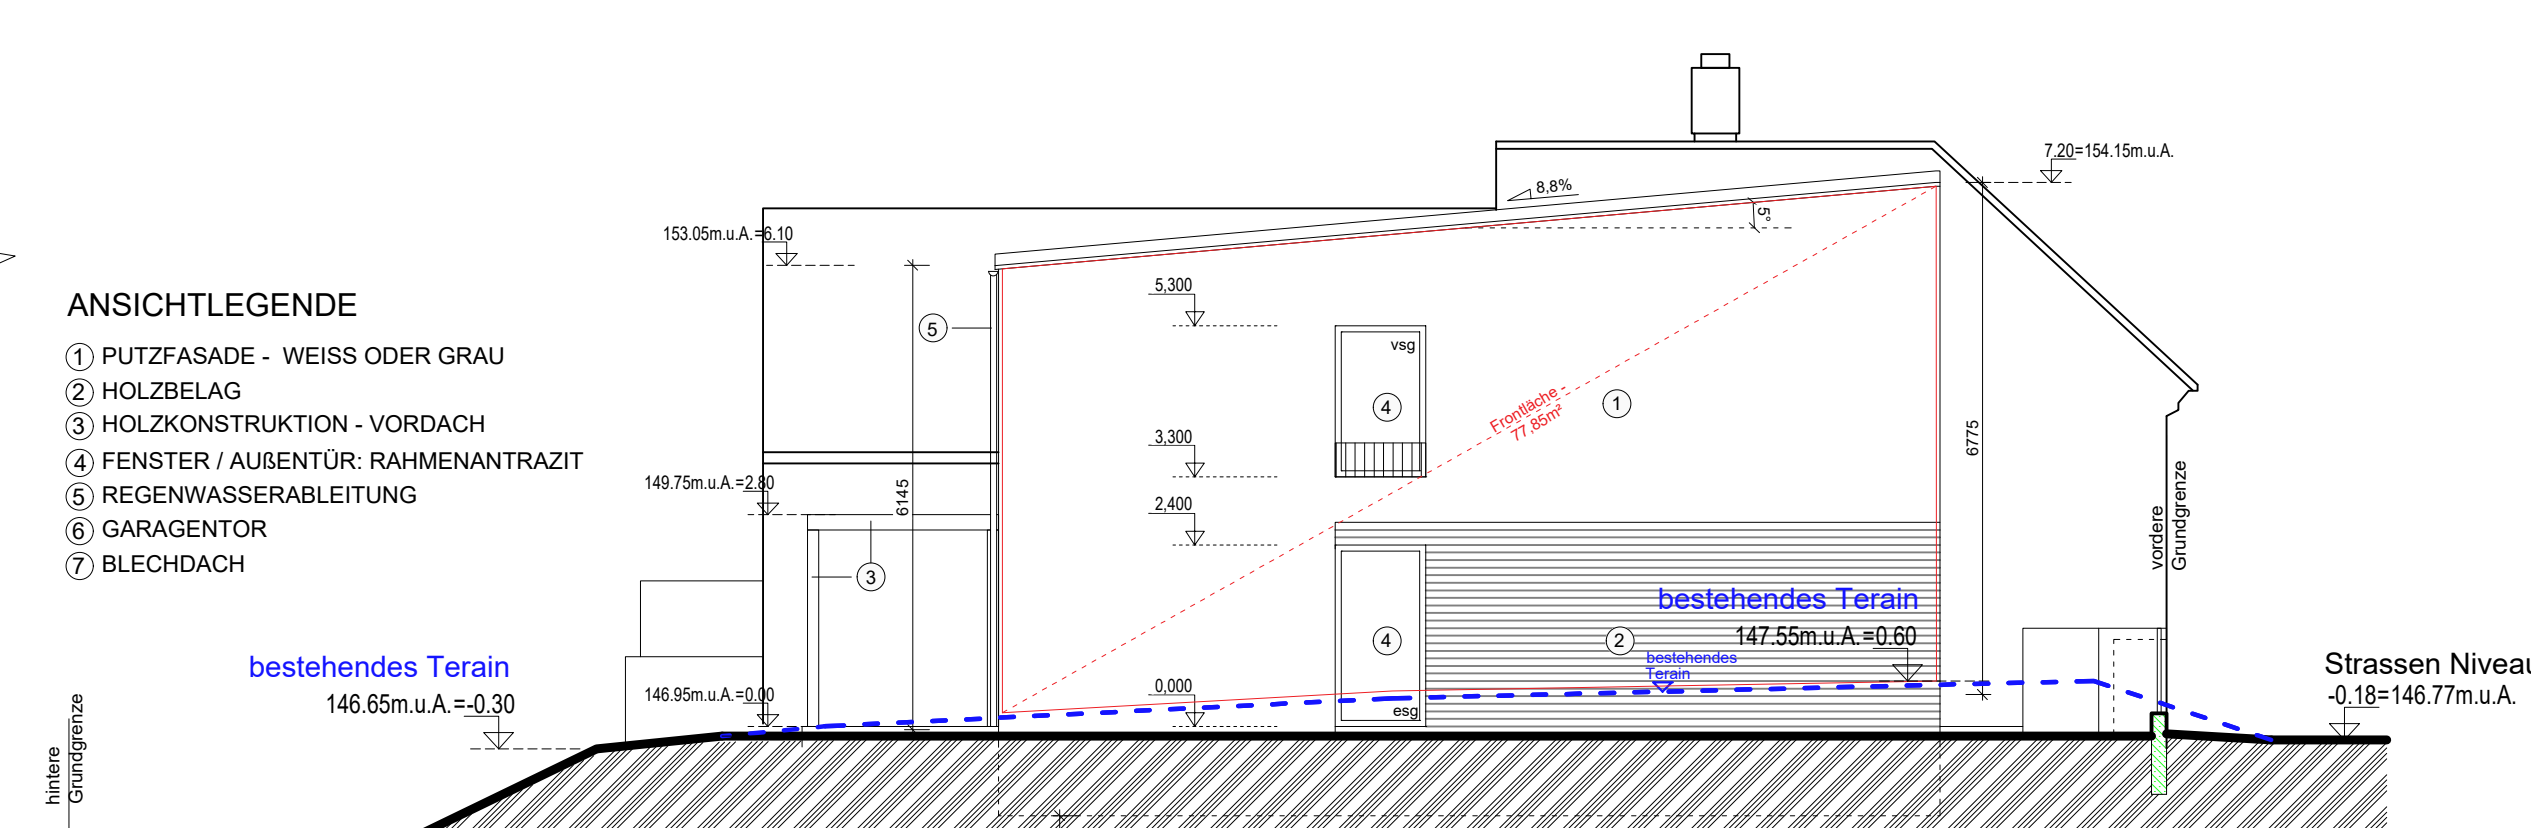 7.20=154.15m.u.A.
8,8%
5°
153.05m.u.A.=6.10
5,300
ANSICHTLEGENDE
1 PUTZFASADE - WEISS ODER GRAU
2 HOLZBELAG
3 HOLZKONSTRUKTION - VORDACH
4 FENSTER / AUßENTÜR: RAHMENANTRAZIT
5 REGENWASSERABLEITUNG
6 GARAGENTOR
7 BLECHDACH
5
vsg
4
Frontfläche -
77,85m²
1
3,300
6775
149.75m.u.A.=2.80
6145
2,400
vordere
Grundgrenze
3
bestehendes Terain
147.55m.u.A.=0.60
4
2
bestehendes
Terain
bestehendes Terain
146.65m.u.A.=-0.30
146.95m.u.A.=0.00
0,000
esg
Strassen Niveau
-0.18=146.77m.u.A.
hintere
Grundgrenze